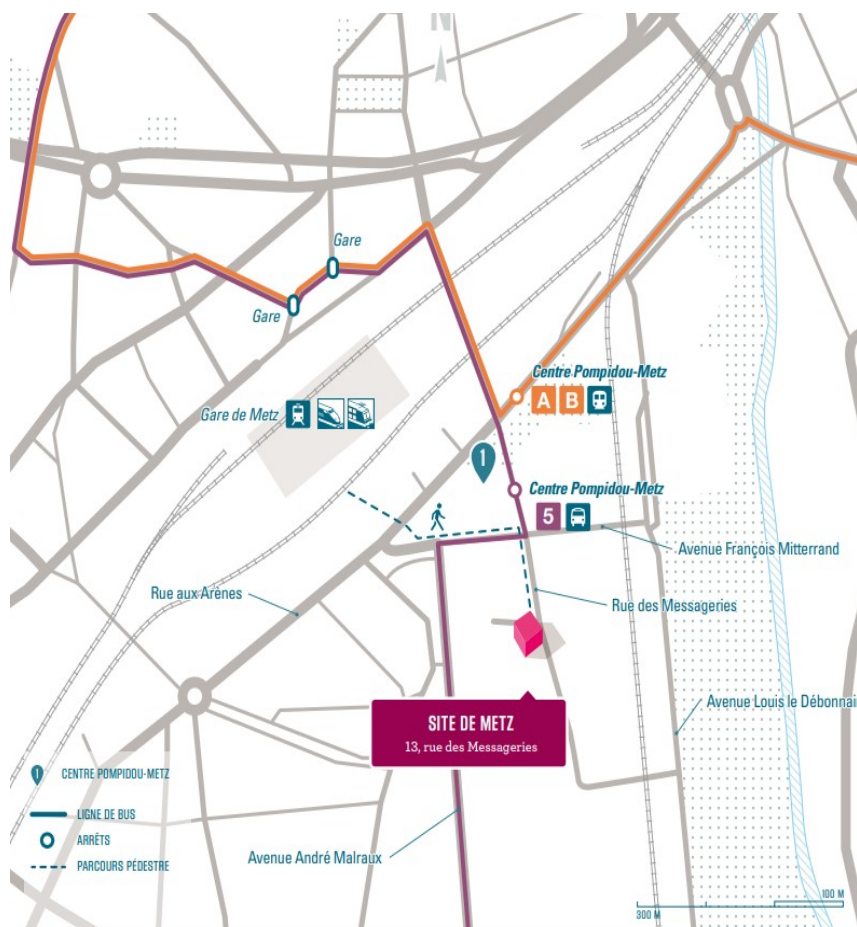 N
Gare
Gare
Centre Pompidou-Metz
A B
Gare de Metz
1
Centre Pompidou-Metz
5
Avenue François Mitterrand
Rue aux Arènes
Rue des Messageries
SITE DE METZ
13, rue des Messageries
Avenue Louis le Débonnai
1 CENTRE POMPIDOU-METZ
LIGNE DE BUS
ARRÊTS
PARCOURS PÉDESTRE
Avenue André Malraux
100 M
300 M